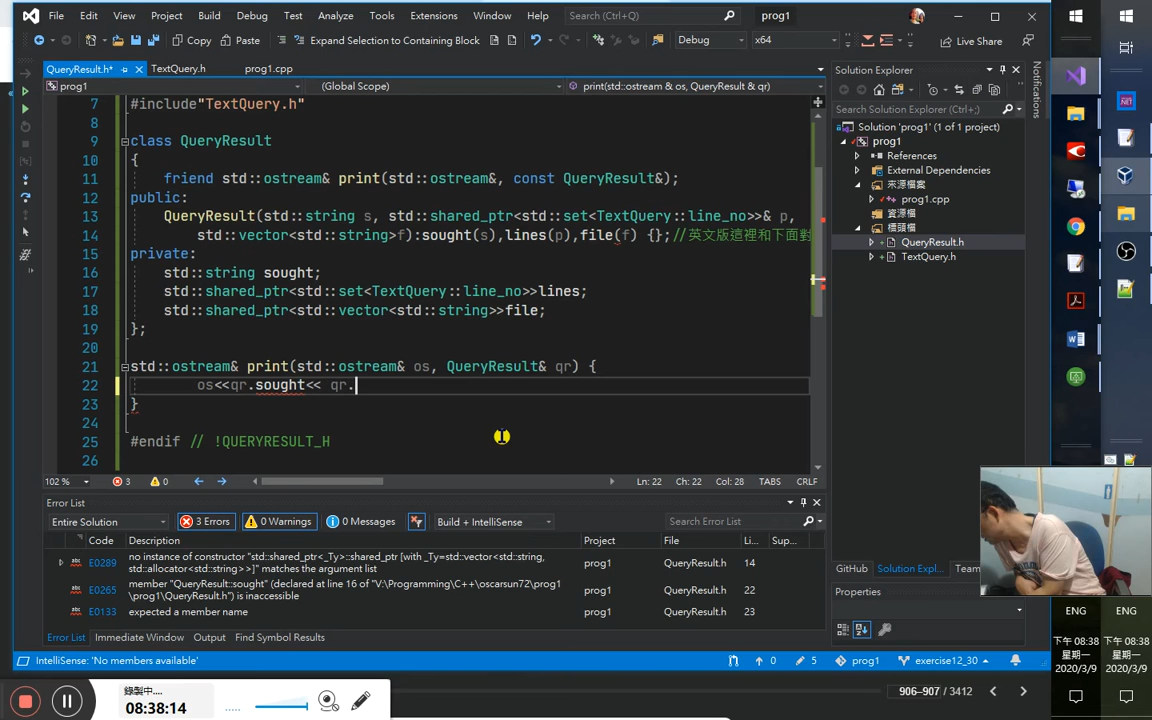 File Edit View Project Build Debug Test Analyze Tools Extensions Window Help Search (Ctrl+Q) prog1
Copy Paste Expand Selection to Containing Block Debug x64 Live Share
QueryResult.h* TextQuery.h prog1.cpp
prog1 (Global Scope) print(std::ostream & os, QueryResult & qr)
7 #include"TextQuery.h"
8
9 class QueryResult
10 {
11 friend std::ostream& print(std::ostream&, const QueryResult&);
12 public:
13 QueryResult(std::string s, std::shared_ptr<std::set<TextQuery::line_no>>& p,
14 std::vector<std::string>f):sought(s),lines(p),file(f) {};//英文版這裡和下面對
15 private:
16 std::string sought;
17 std::shared_ptr<std::set<TextQuery::line_no>>lines;
18 std::shared_ptr<std::vector<std::string>>file;
19 };
20
21 std::ostream& print(std::ostream& os, QueryResult& qr) {
22 os<<qr.sought<< qr.
23 }
24
25 #endif // !QUERYRESULT_H
26
102 % 3 0 Ln: 22 Ch: 22 Col: 28 TABS CRLF
Error List
Entire Solution 3 Errors 0 Warnings 0 Messages Build + IntelliSense Search Error List
Code Description Project File Li... Sup...
E0289 no instance of constructor "std::shared_ptr<_Ty>::shared_ptr [with _Ty=std::vector<std::string, prog1 QueryResult.h 14
std::allocator<std::string>>]" matches the argument list
E0265 member "QueryResult::sought" (declared at line 16 of "V:\Programming\C++\oscarsun72\prog1 prog1 QueryResult.h 22
\prog1\QueryResult.h") is inaccessible
E0133 expected a member name prog1 QueryResult.h 23
Error List Immediate Window Output Find Symbol Results
IntelliSense: 'No members available' 0 5 prog1 exercise12_30
Solution Explorer
Search Solution Explorer (Ctrl+;)
Solution 'prog1' (1 of 1 project)
prog1
References
External Dependencies
來源檔案
prog1.cpp
資源檔
標頭檔
QueryResult.h
TextQuery.h
GitHub Solution Expl... Team
Properties
Notifications
.NET
ENG ENG
下午 08:38 下午 08:38
星期一 星期一
2020/3/9 2020/3/9
錄製中....
08:38:14
906–907 / 3412